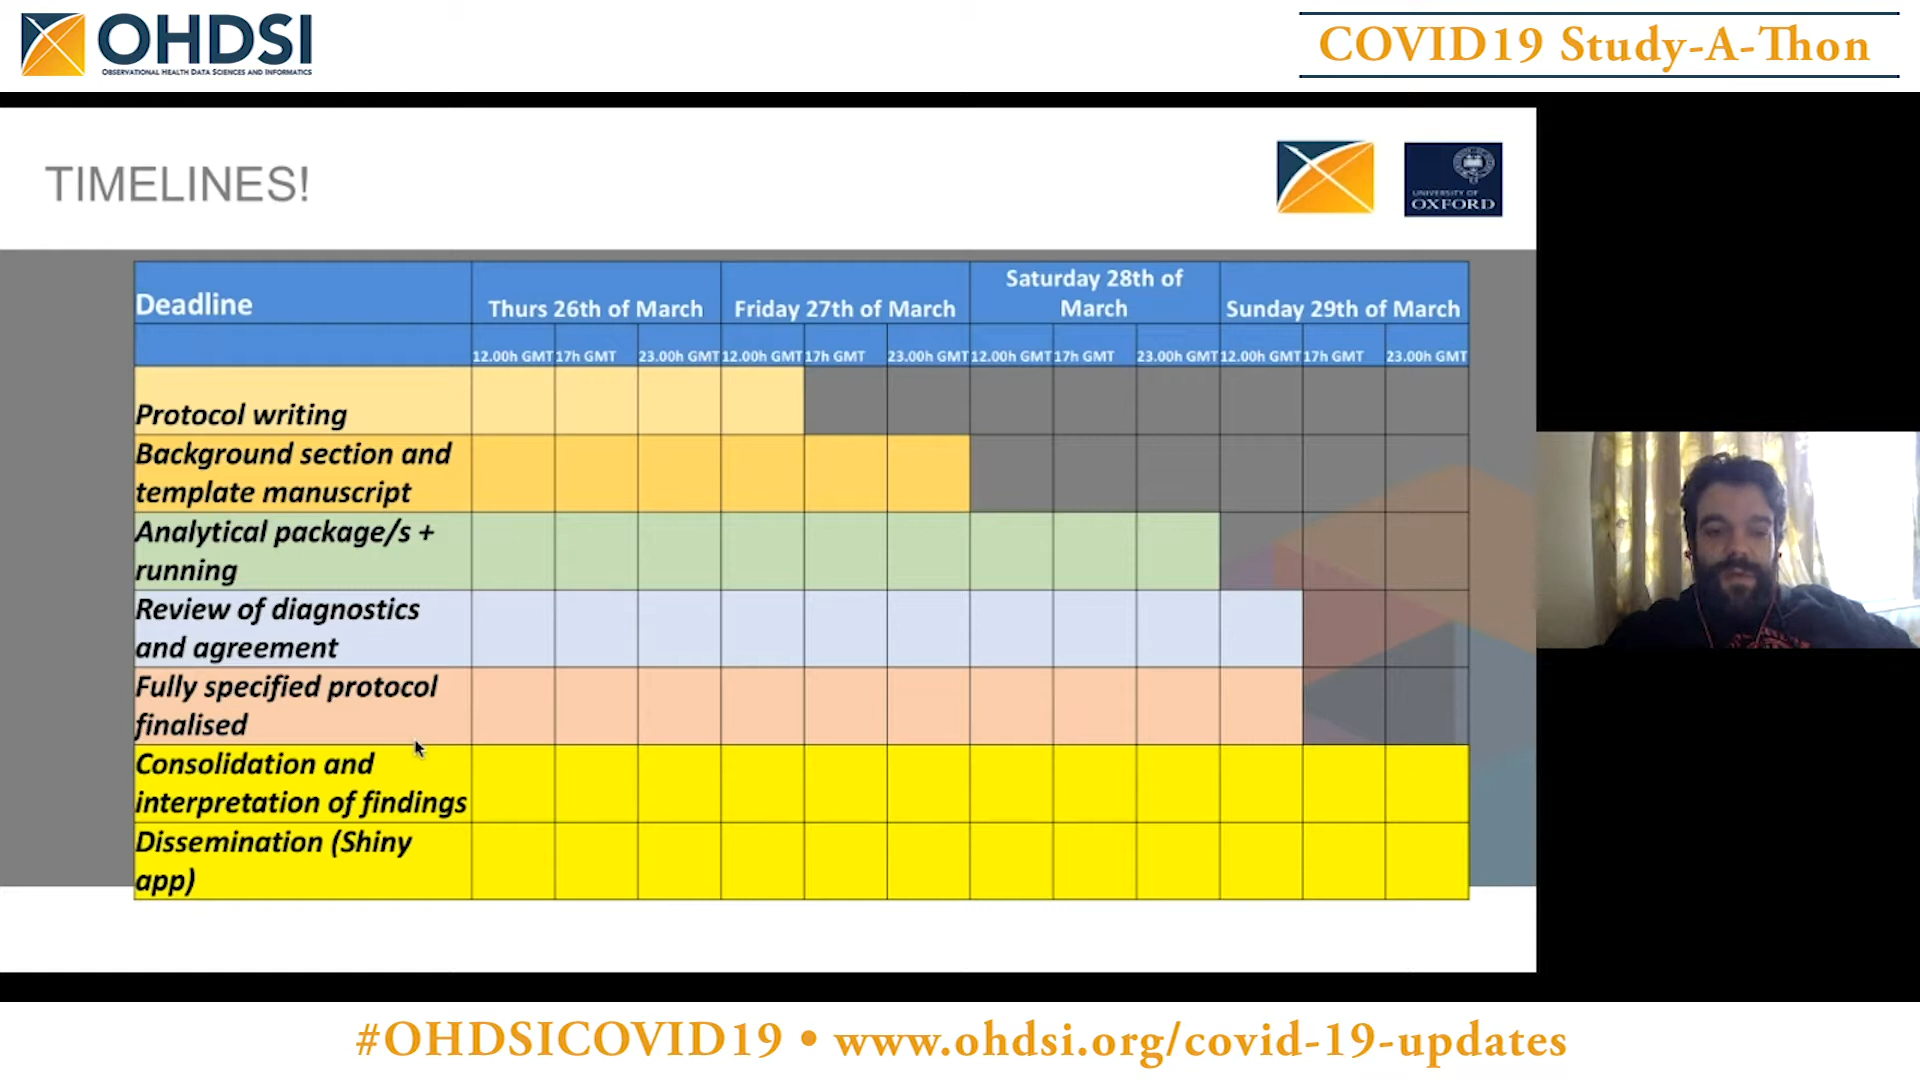 OHDSI
OBSERVATIONAL HEALTH DATA SCIENCES AND INFORMATICS
COVID19 Study-A-Thon
TIMELINES!
UNIVERSITY OF
OXFORD
Deadline
Thurs 26th of March
Friday 27th of March
Saturday 28th of
March
Sunday 29th of March
12.00h GMT 17h GMT 23.00h GMT 12.00h GMT 17h GMT 23.00h GMT 12.00h GMT 17h GMT 23.00h GMT 12.00h GMT 17h GMT 23.00h GMT
Protocol writing
Background section and
template manuscript
Analytical package/s +
running
Review of diagnostics
and agreement
Fully specified protocol
finalised
Consolidation and
interpretation of findings
Dissemination (Shiny
app)
#OHDSICOVID19 • www.ohdsi.org/covid-19-updates